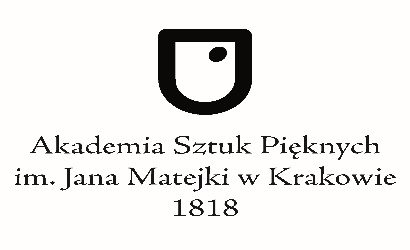 Akademia Sztuk Pięknych
im. Jana Matejki w Krakowie
1818